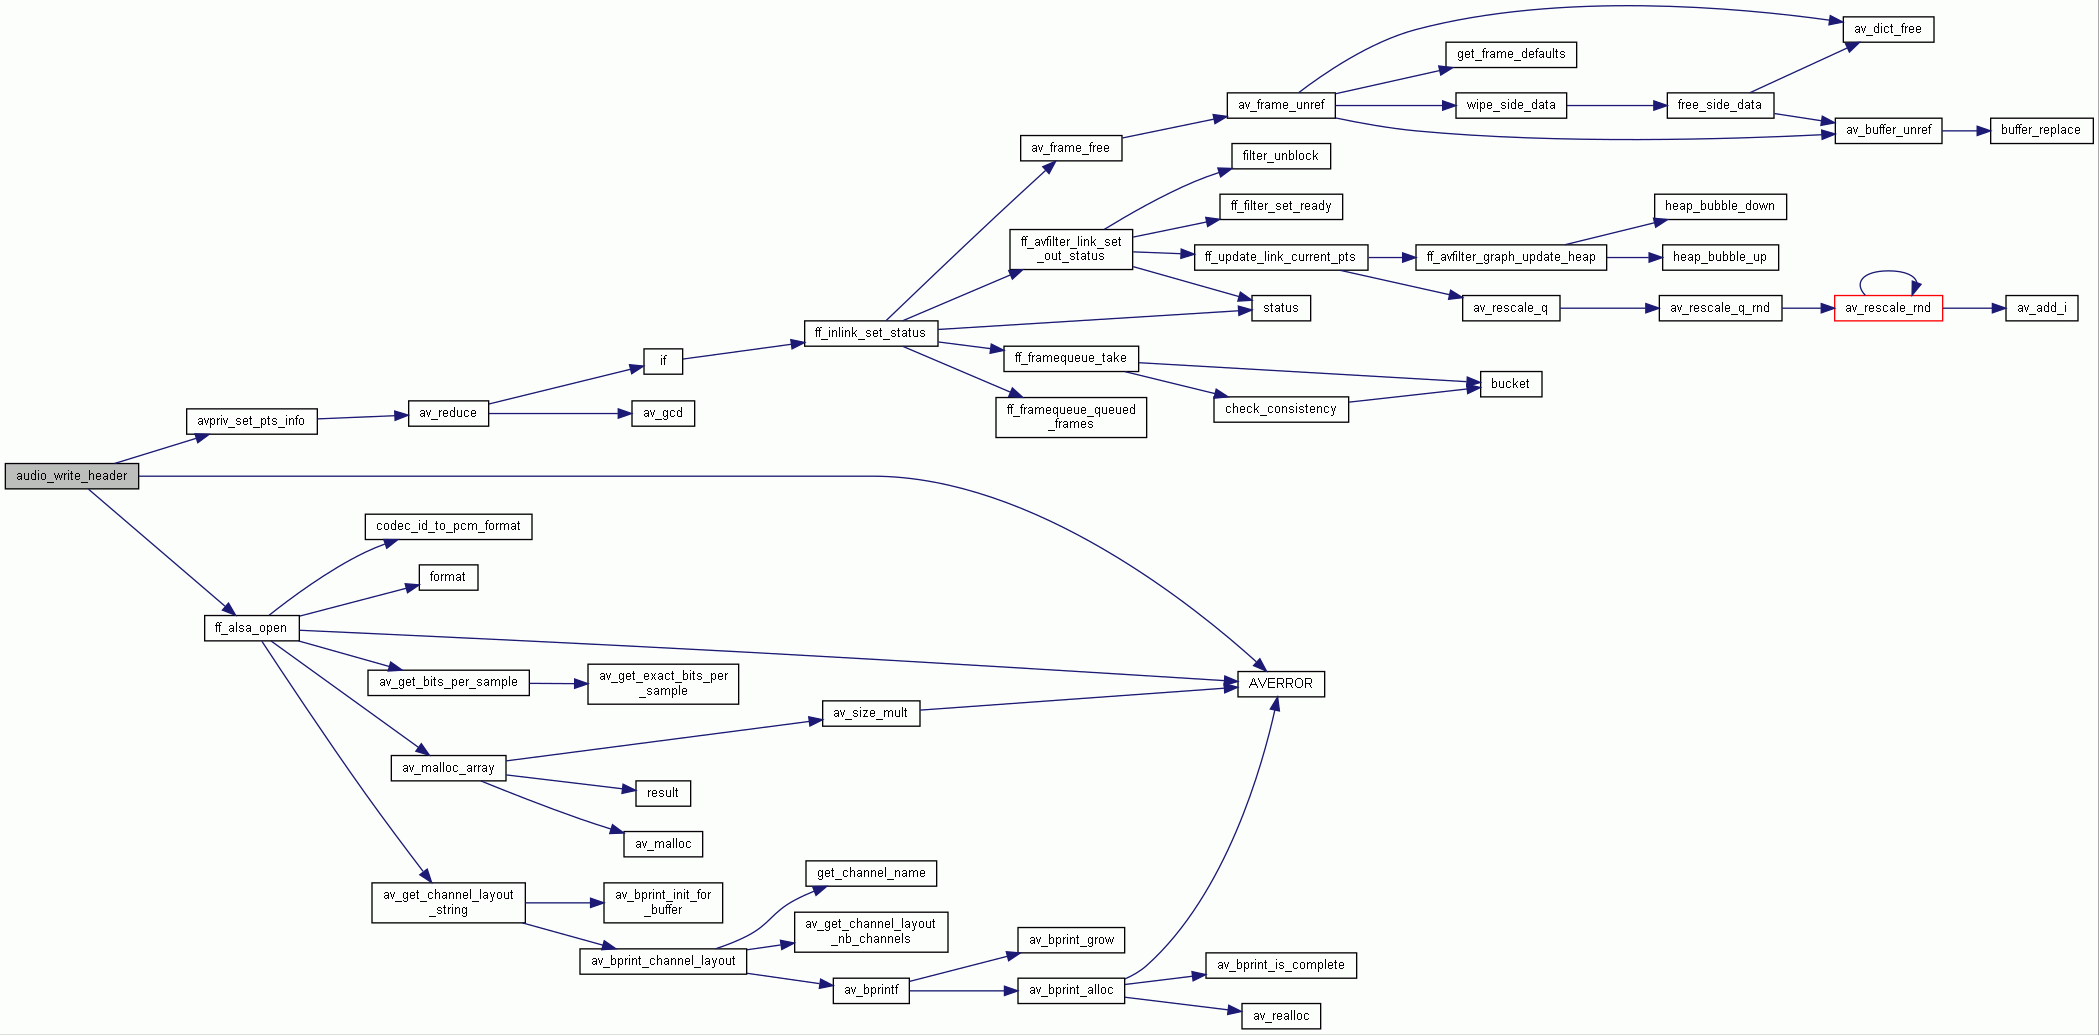 av_dict_free
get_frame_defaults
av_frame_unref
wipe_side_data
free_side_data
av_buffer_unref
buffer_replace
av_frame_free
filter_unblock
ff_filter_set_ready
heap_bubble_down
ff_avfilter_link_set
_out_status
ff_update_link_current_pts
ff_avfilter_graph_update_heap
heap_bubble_up
status
av_rescale_q
av_rescale_q_rnd
av_rescale_rnd
av_add_i
ff_inlink_set_status
if
ff_framequeue_take
bucket
avpriv_set_pts_info
av_reduce
av_gcd
ff_framequeue_queued
_frames
check_consistency
audio_write_header
codec_id_to_pcm_format
format
ff_alsa_open
av_get_bits_per_sample
av_get_exact_bits_per
_sample
AVERROR
av_size_mult
av_malloc_array
result
av_malloc
get_channel_name
av_get_channel_layout
_string
av_bprint_init_for
_buffer
av_get_channel_layout
_nb_channels
av_bprint_channel_layout
av_bprint_grow
av_bprintf
av_bprint_alloc
av_bprint_is_complete
av_realloc